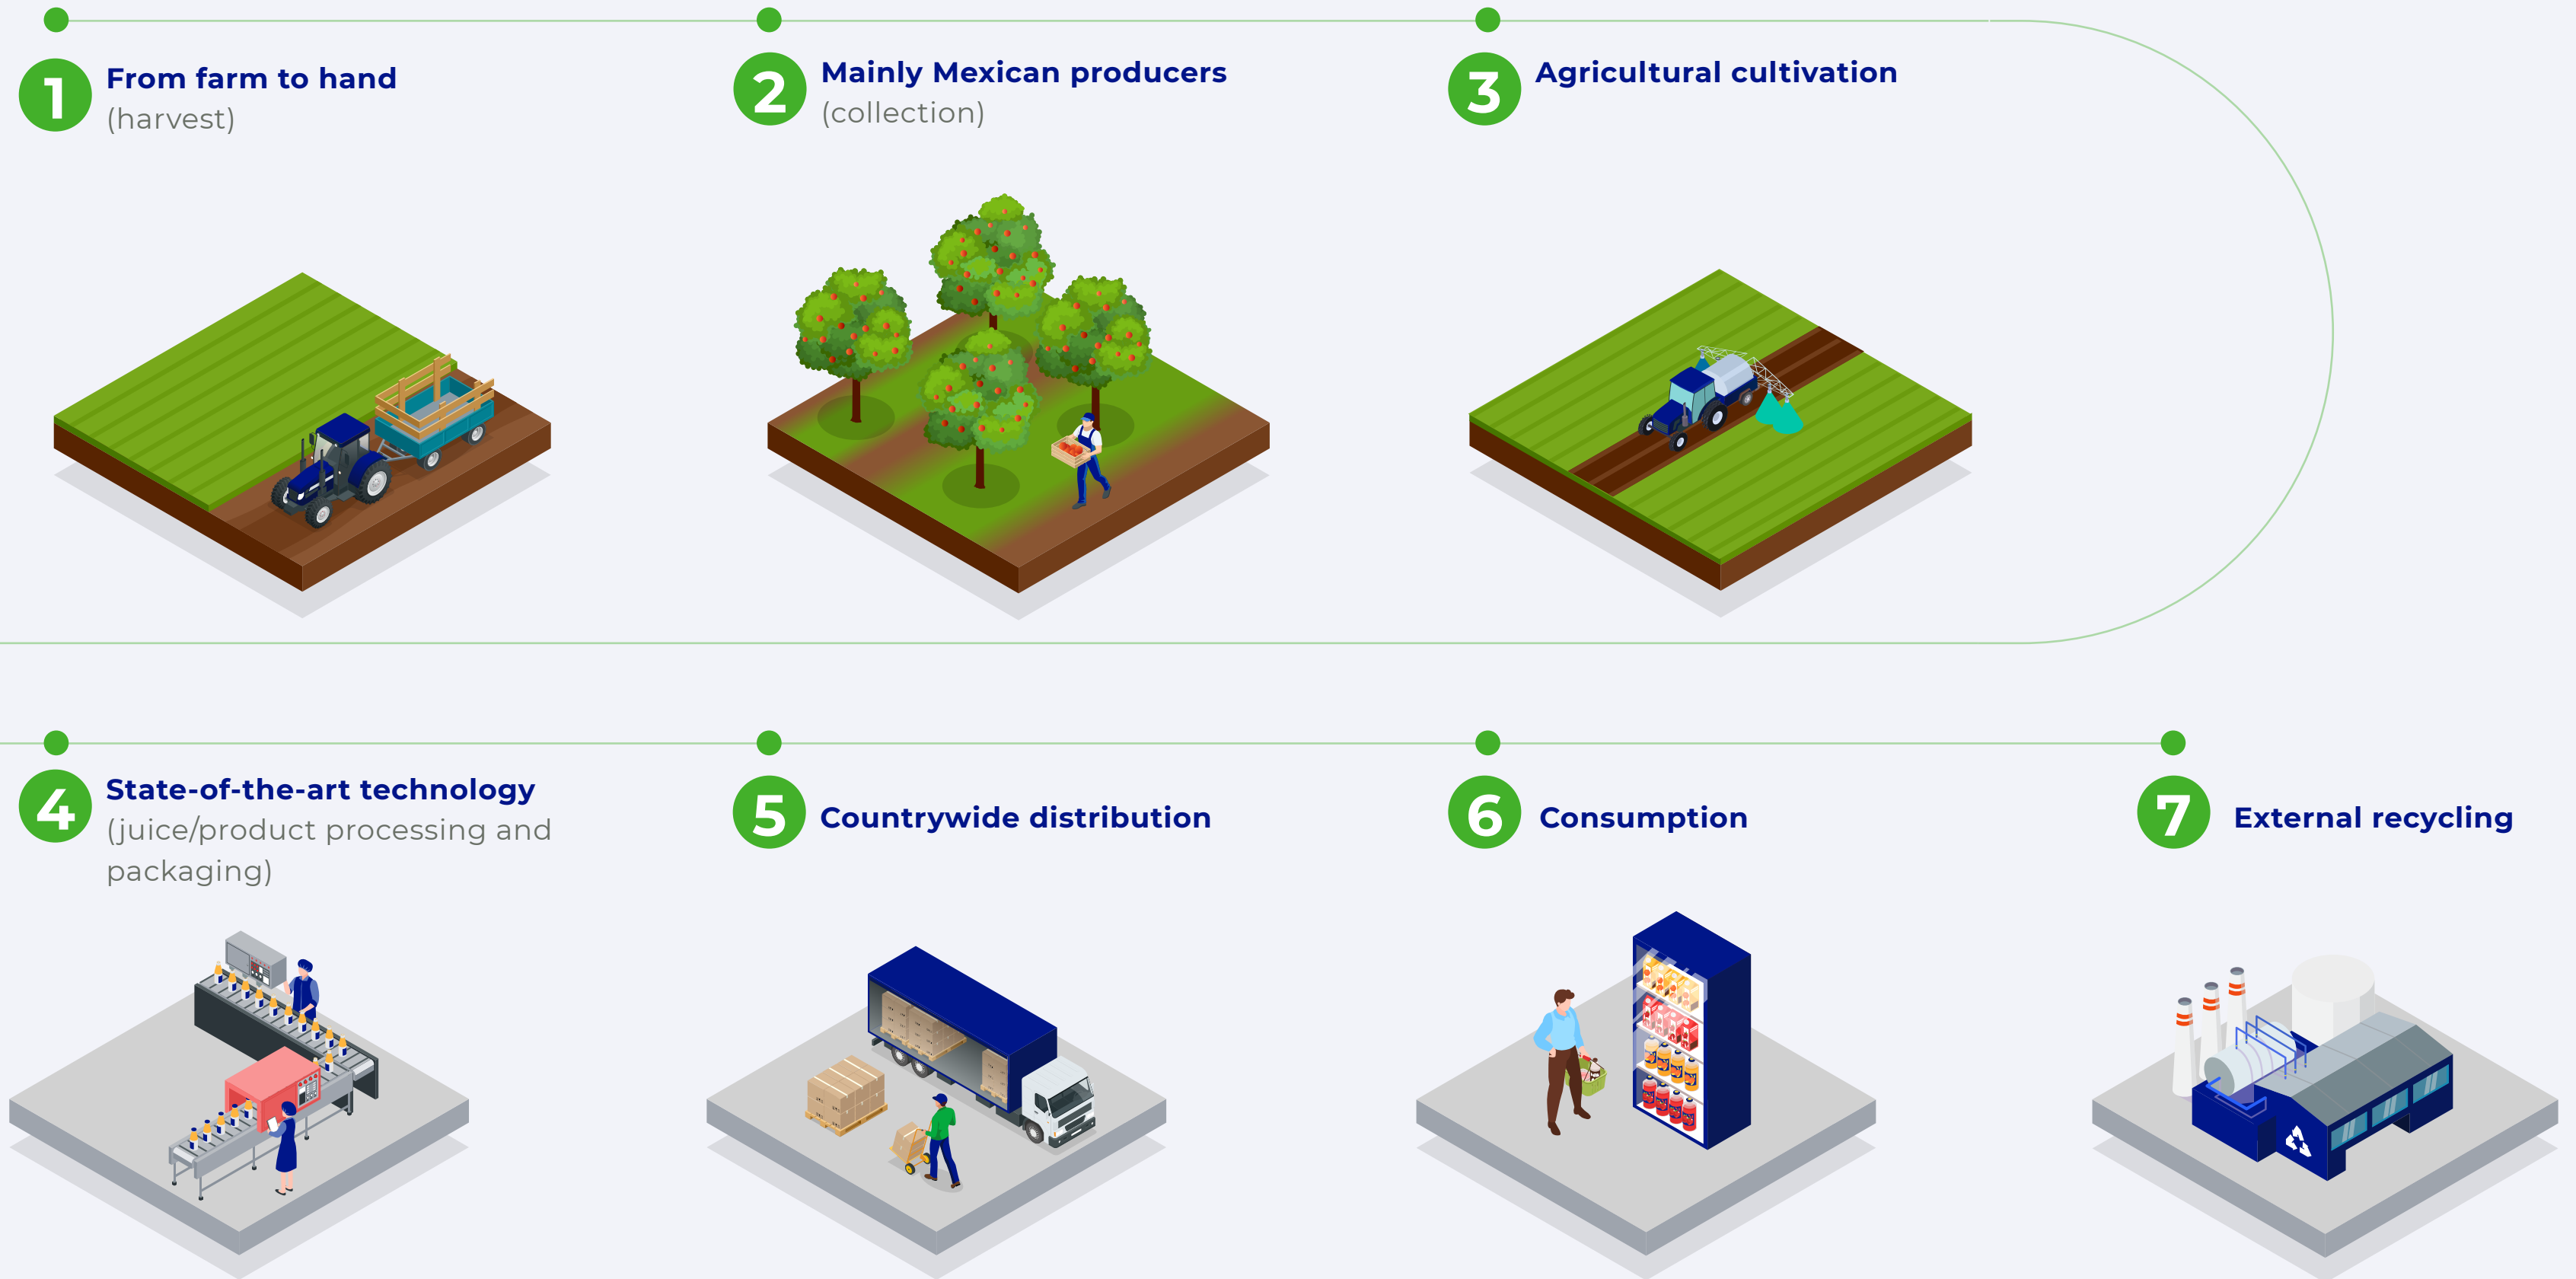 1
From farm to hand
(harvest)
2
Mainly Mexican producers
(collection)
3
Agricultural cultivation
4
State-of-the-art technology
(juice/product processing and
packaging)
5
Countrywide distribution
6
Consumption
7
External recycling